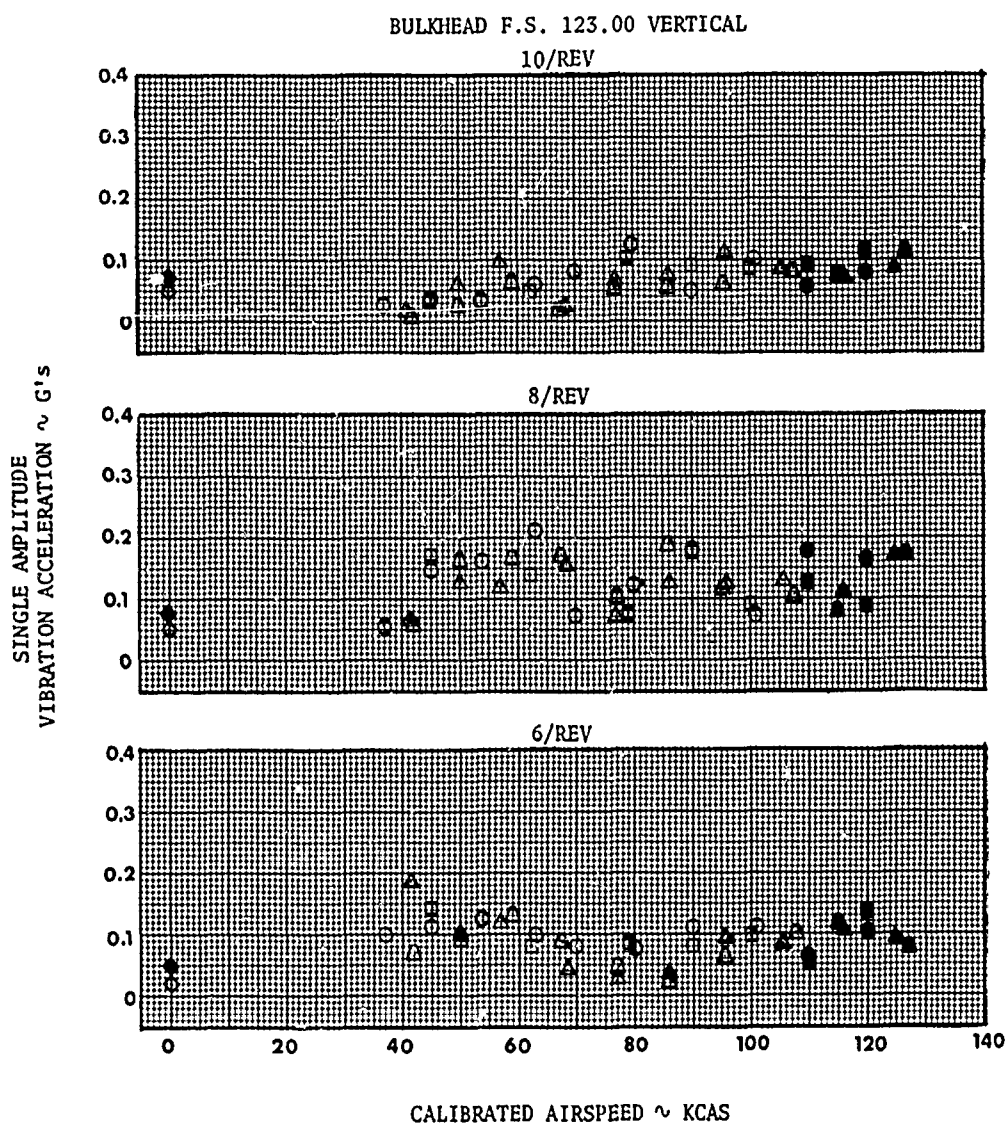 BULKHEAD F.S. 123.00 VERTICAL
10/REV
0.4
0.3
0.2
0.1
0
8/REV
0.4
0.3
0.2
0.1
0
SINGLE AMPLITUDE
VIBRATION ACCELERATION ~ G's
6/REV
0.4
0.3
0.2
0.1
0
0 20 40 60 80 100 120 140
CALIBRATED AIRSPEED ~ KCAS